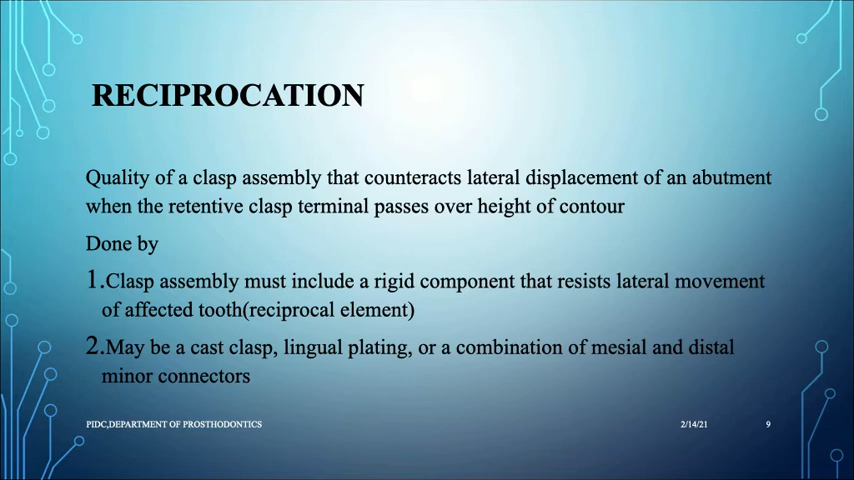 RECIPROCATION
Quality of a clasp assembly that counteracts lateral displacement of an abutment
when the retentive clasp terminal passes over height of contour
Done by
1.Clasp assembly must include a rigid component that resists lateral movement
of affected tooth(reciprocal element)
2.May be a cast clasp, lingual plating, or a combination of mesial and distal
minor connectors
PIDC,DEPARTMENT OF PROSTHODONTICS
2/14/21
9